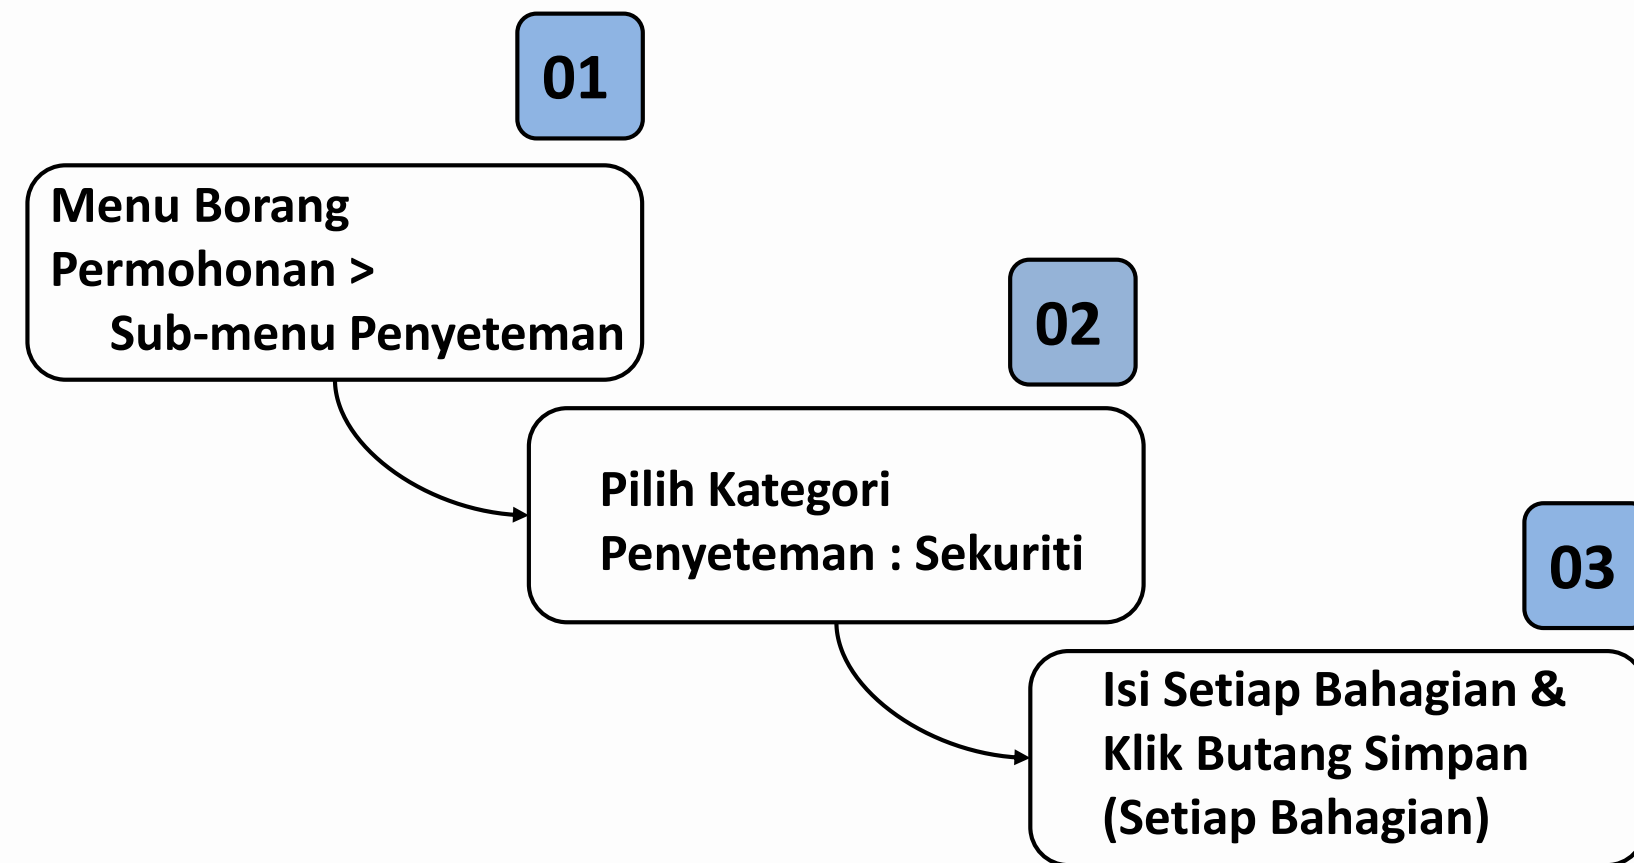 01
Menu Borang
Permohonan >
Sub-menu Penyeteman
02
Pilih Kategori
Penyeteman : Sekuriti
03
Isi Setiap Bahagian &
Klik Butang Simpan
(Setiap Bahagian)